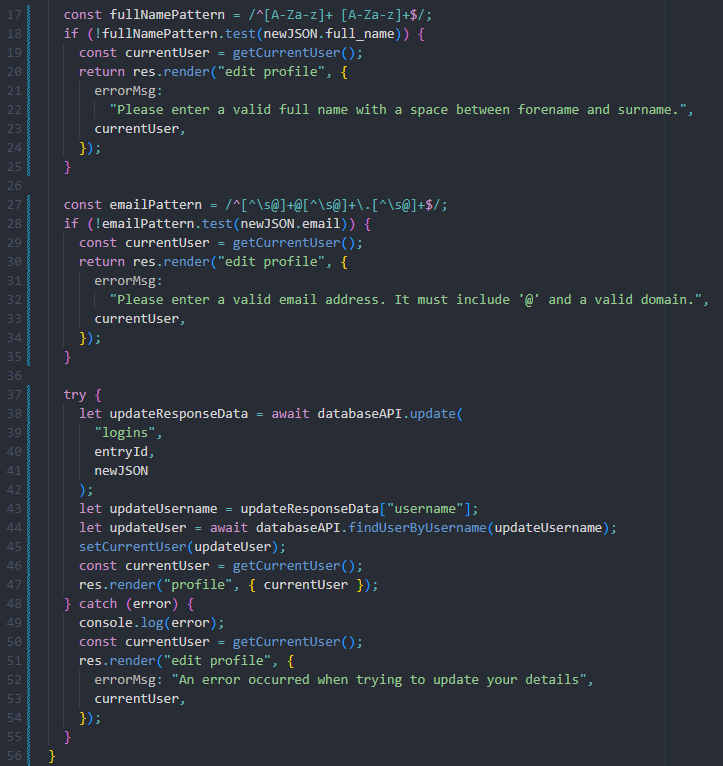 17 const fullNamePattern = /^[A-Za-z]+ [A-Za-z]+$/;
18 if (!fullNamePattern.test(newJSON.full_name)) {
19 const currentUser = getCurrentUser();
20 return res.render("edit profile", {
21 errorMsg:
22 "Please enter a valid full name with a space between forename and surname.",
23 currentUser,
24 });
25 }
26
27 const emailPattern = /^[^\s@]+@[^\s@]+\.[^\s@]+$/;
28 if (!emailPattern.test(newJSON.email)) {
29 const currentUser = getCurrentUser();
30 return res.render("edit profile", {
31 errorMsg:
32 "Please enter a valid email address. It must include '@' and a valid domain.",
33 currentUser,
34 });
35 }
36
37 try {
38 let updateResponseData = await databaseAPI.update(
39 "logins",
40 entryId,
41 newJSON
42 );
43 let updateUsername = updateResponseData["username"];
44 let updateUser = await databaseAPI.findUserByUsername(updateUsername);
45 setCurrentUser(updateUser);
46 const currentUser = getCurrentUser();
47 res.render("profile", { currentUser });
48 } catch (error) {
49 console.log(error);
50 const currentUser = getCurrentUser();
51 res.render("edit profile", {
52 errorMsg: "An error occurred when trying to update your details",
53 currentUser,
54 });
55 }
56 }